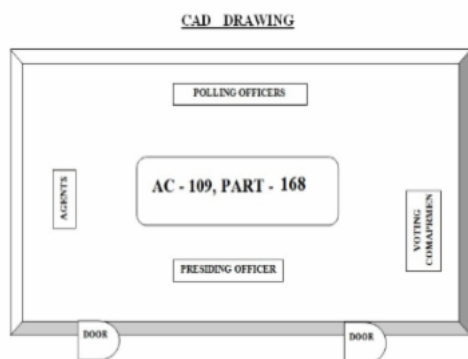 CAD DRAWING
POLLING OFFICERS
AGENTS
AC - 109, PART - 168
VOTING
COMAPRMEN
PRESIDING OFFICER
DOOR
DOOR